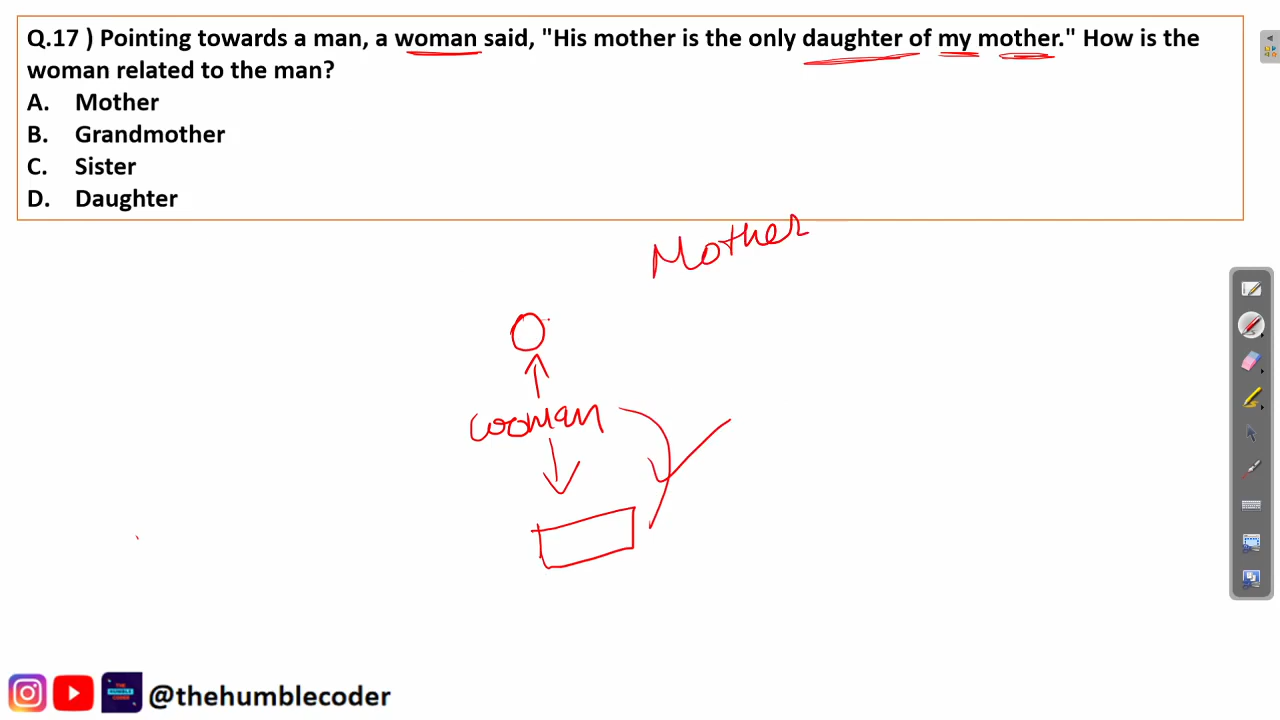 Q.17 ) Pointing towards a man, a woman said, "His mother is the only daughter of my mother." How is the
woman related to the man?
A. Mother
B. Grandmother
C. Sister
D. Daughter
Mother
wooman
@thehumblecoder